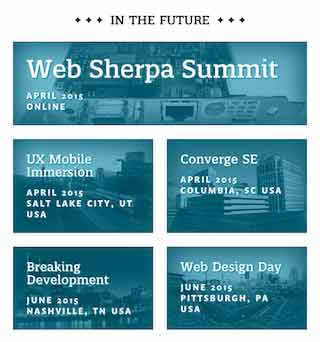 IN THE FUTURE
Web Sherpa Summit
APRIL 2015
ONLINE
UX Mobile
Immersion
APRIL 2015
SALT LAKE CITY, UT
USA
Converge SE
APRIL 2015
COLUMBIA, SC USA
Breaking
Development
JUNE 2015
NASHVILLE, TN USA
Web Design Day
JUNE 2015
PITTSBURGH, PA
USA